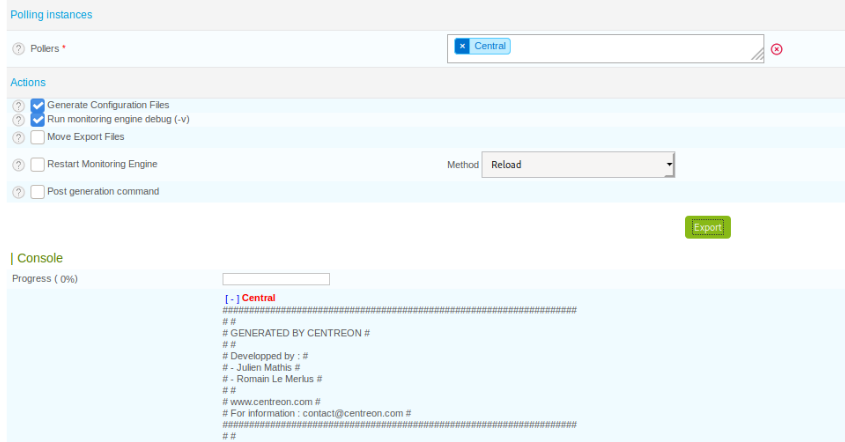 Polling instances
? Pollers *
× Central
Actions
? Generate Configuration Files
? Run monitoring engine debug (-v)
? Move Export Files
? Restart Monitoring Engine Method Reload
? Post generation command
Export
| Console
Progress ( 0%)
[ - ] Central
###################################################################
# #
# GENERATED BY CENTREON #
# #
# Developped by : #
# - Julien Mathis #
# - Romain Le Merlus #
# #
# www.centreon.com #
# For information : contact@centreon.com #
###################################################################
# #